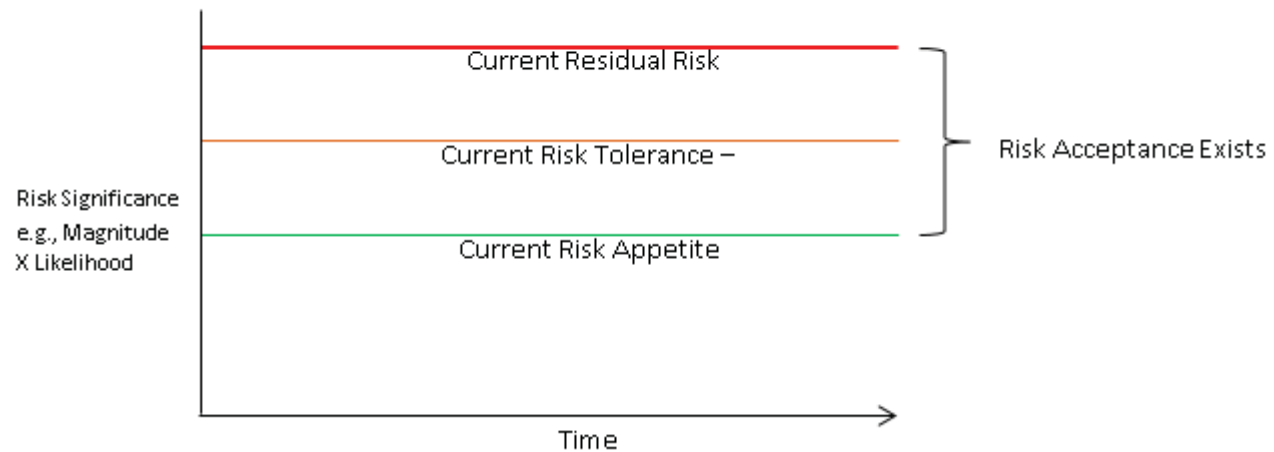 Current Residual Risk
Current Risk Tolerance –
Risk Acceptance Exists
Risk Significance
e.g., Magnitude
X Likelihood
Current Risk Appetite
Time